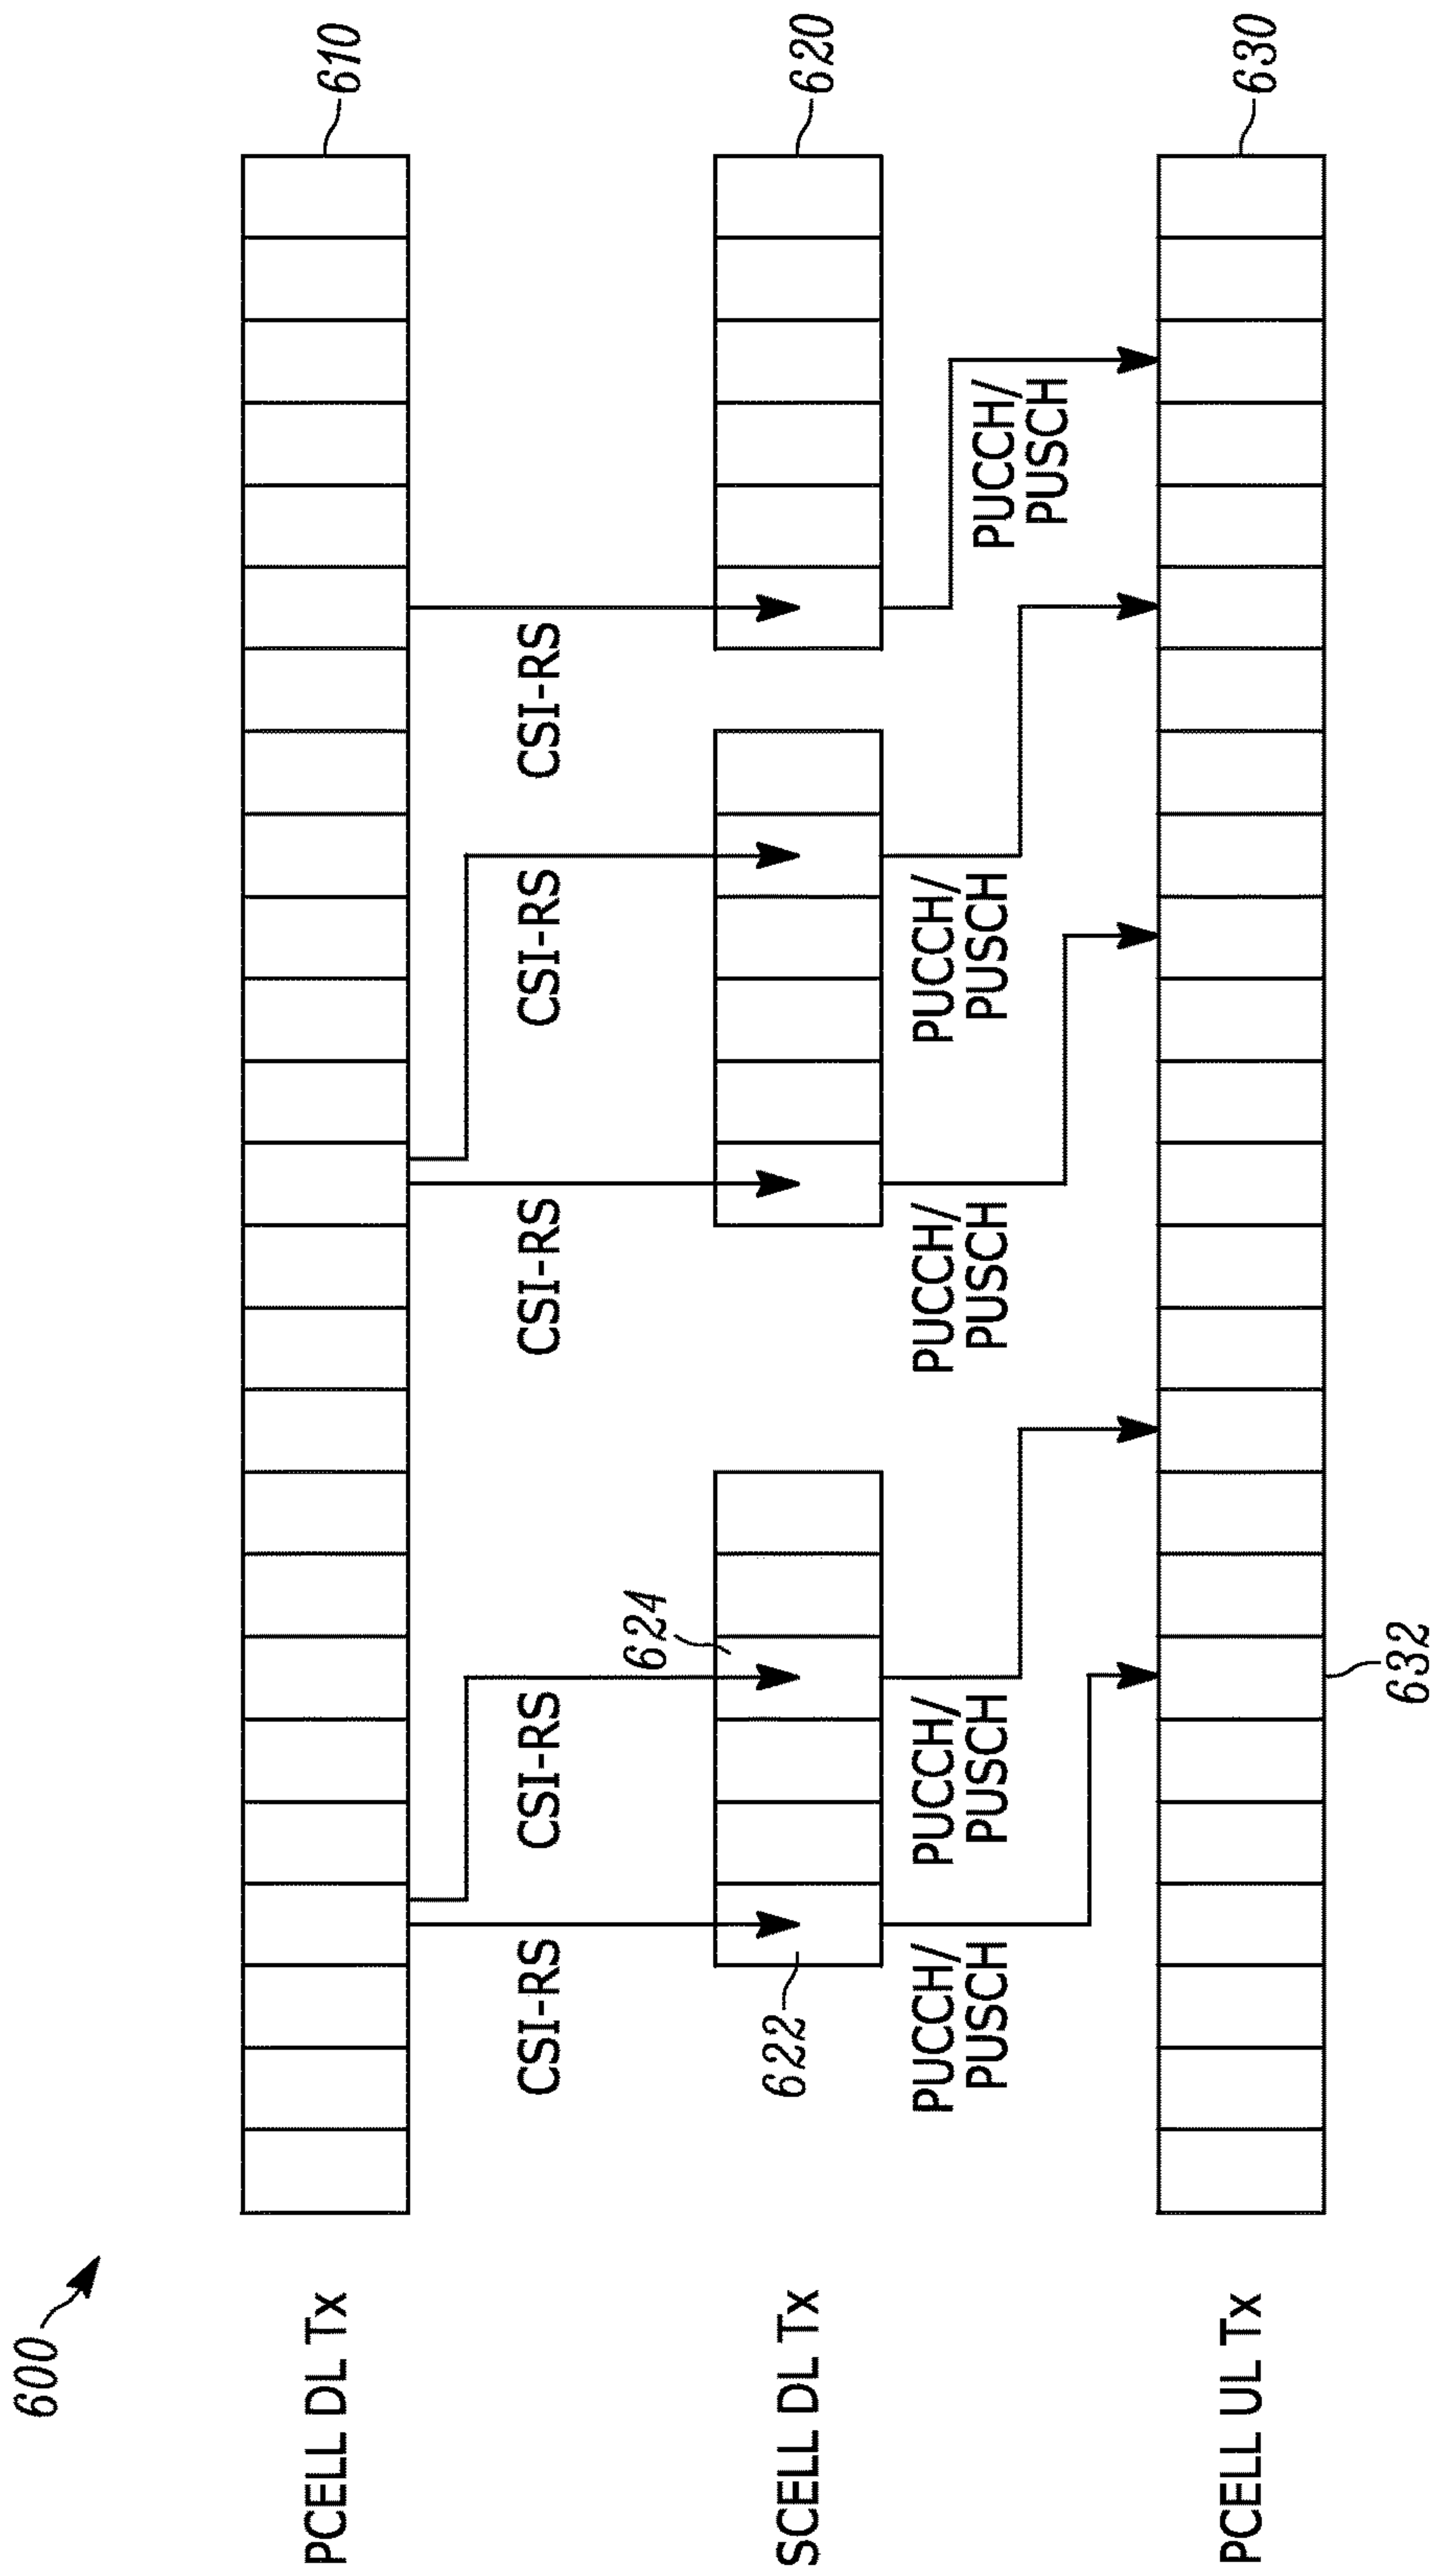 600
PCELL DL Tx
610
CSI-RS
CSI-RS
CSI-RS
CSI-RS
CSI-RS
SCELL DL Tx
622
624
620
PUCCH/
PUSCH
PUCCH/
PUSCH
PUCCH/
PUSCH
PUCCH/
PUSCH
PUCCH/
PUSCH
PCELL UL Tx
630
632